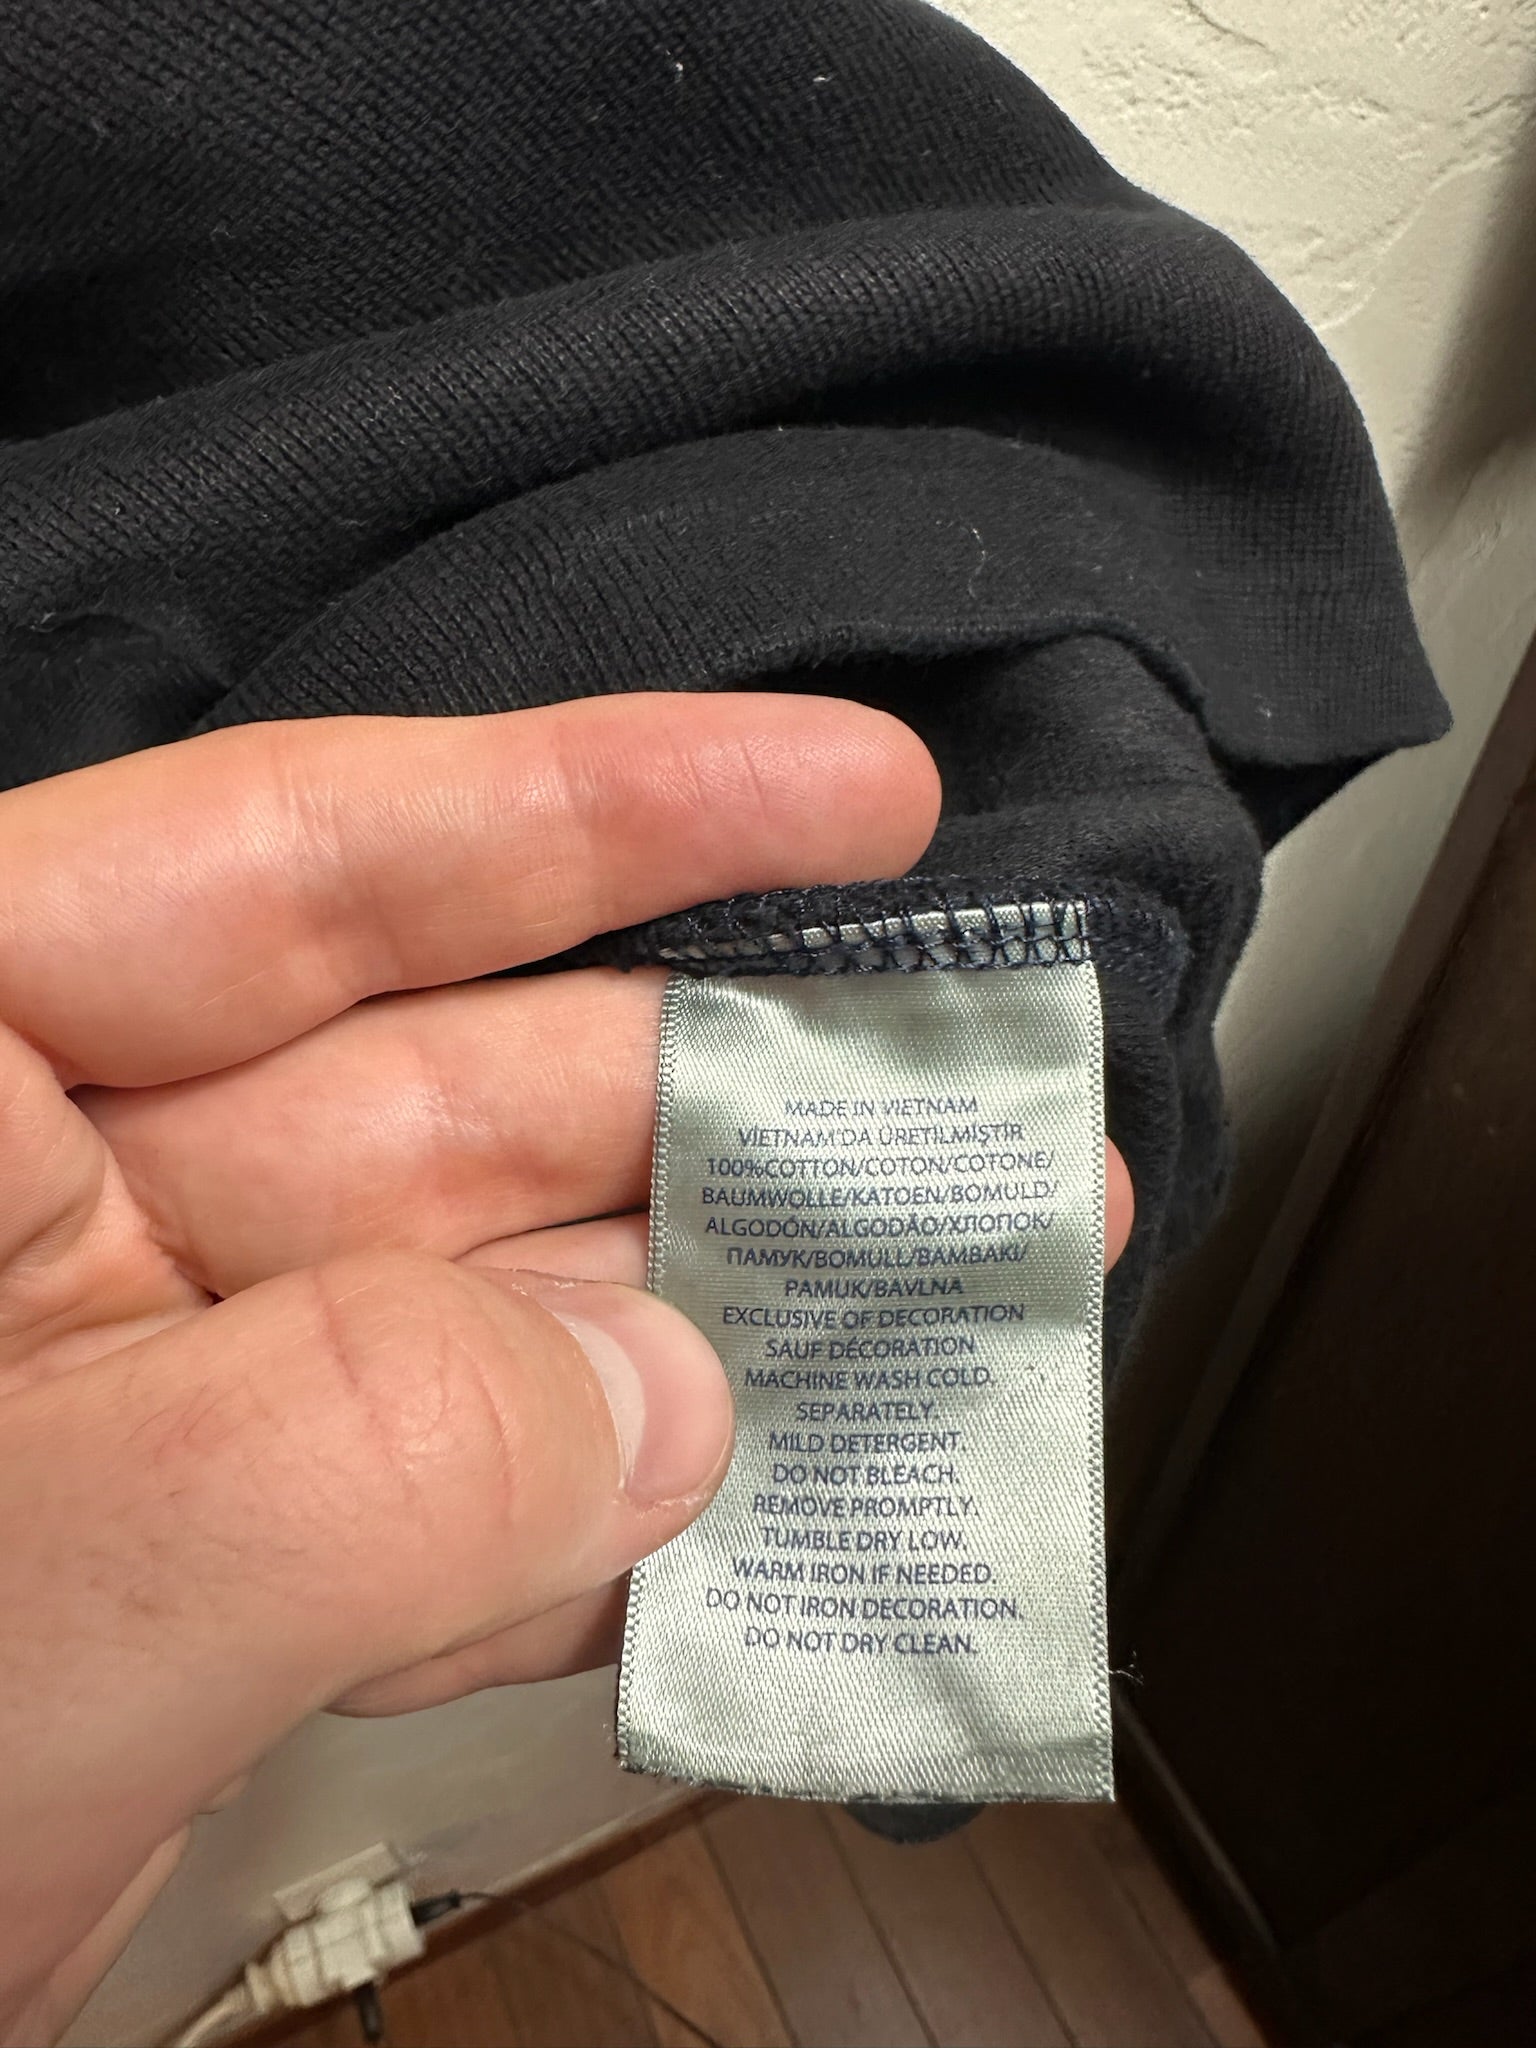 MADE IN VIETNAM
VIETNAM'DA ÜRETILMIŞTIR
100%COTTON/COTON/COTONE/
BAUMWOLLE/KATOEN/BOMULD/
ALGODÓN/ALGODÃO/ХЛОПОК/
ПАМУК/BOMULL/BAMBAKI/
PAMUK/BAVLNA
EXCLUSIVE OF DECORATION
SAUF DÉCORATION
MACHINE WASH COLD.
SEPARATELY.
MILD DETERGENT.
DO NOT BLEACH.
REMOVE PROMPTLY.
TUMBLE DRY LOW.
WARM IRON IF NEEDED.
DO NOT IRON DECORATION.
DO NOT DRY CLEAN.